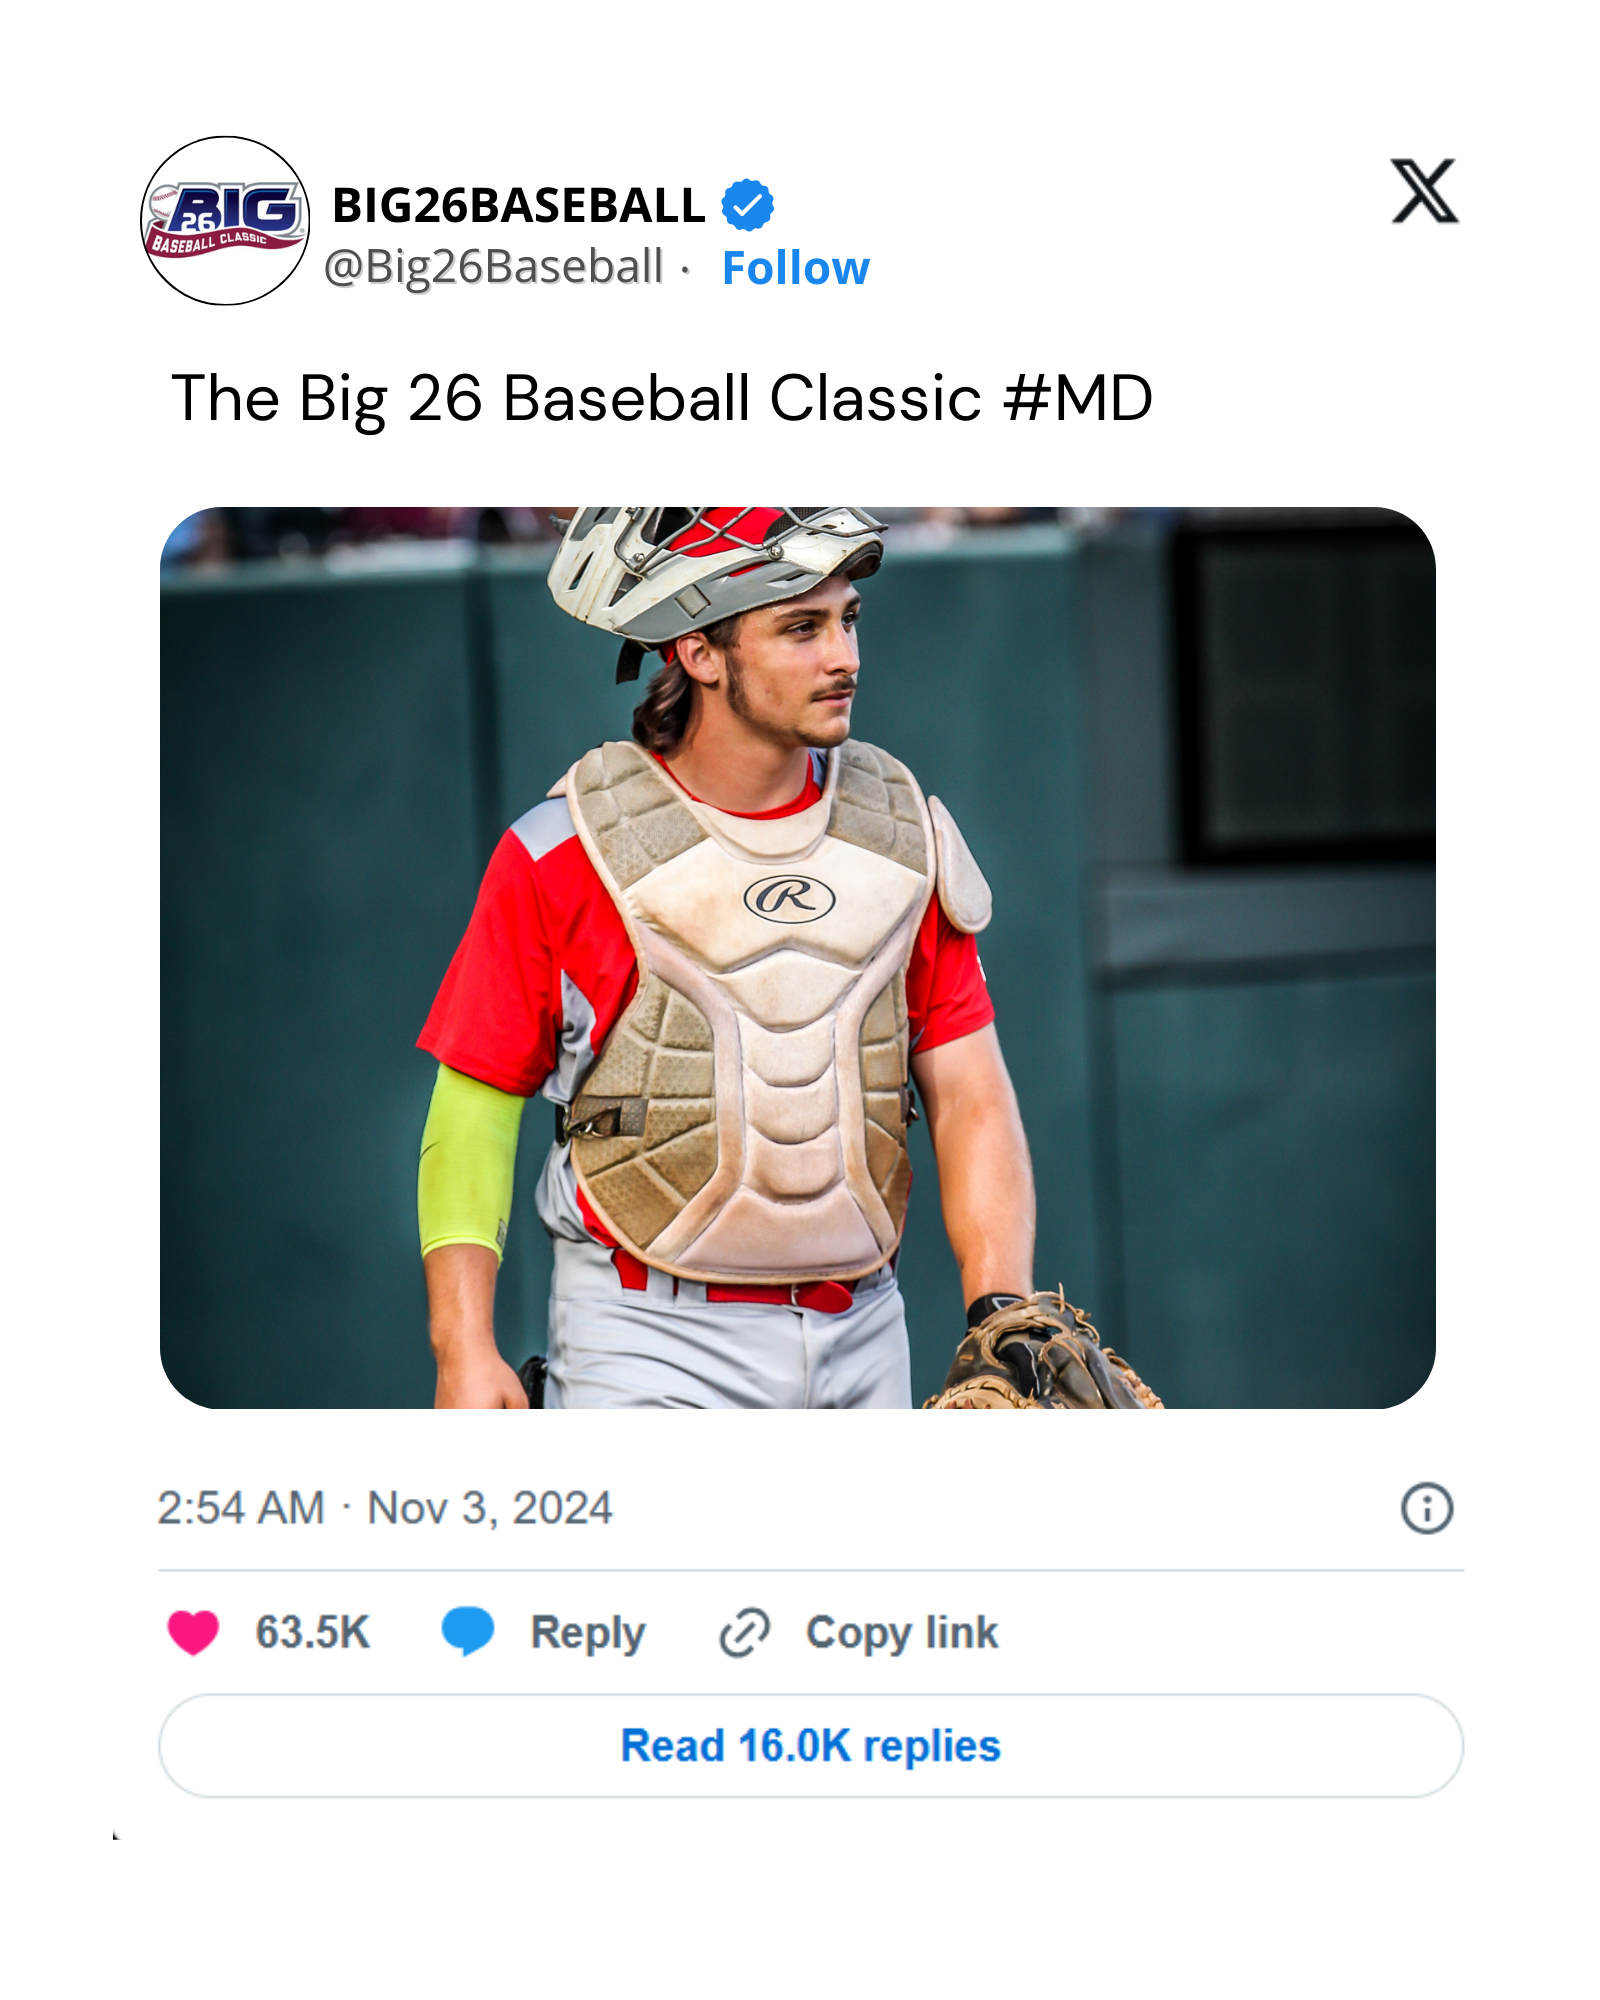 BIG
26
BASEBALL CLASSIC
BIG26BASEBALL
@Big26Baseball · Follow
The Big 26 Baseball Classic #MD
R
2:54 AM · Nov 3, 2024
63.5K Reply Copy link
Read 16.0K replies